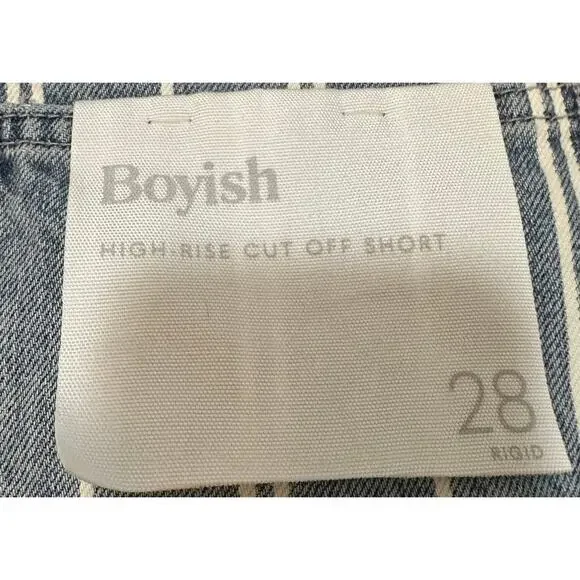 Boyish
HIGH-RISE CUT OFF SHORT
28
RIGID